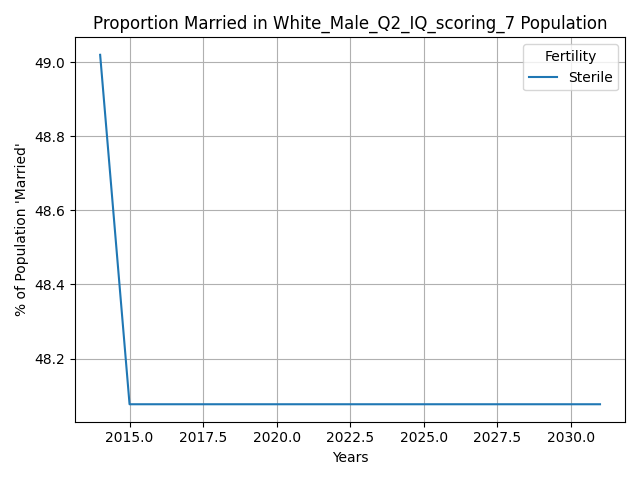 Proportion Married in White_Male_Q2_IQ_scoring_7 Population
Fertility
Sterile
% of Population 'Married'
49.0
48.8
48.6
48.4
48.2
2015.0 2017.5 2020.0 2022.5 2025.0 2027.5 2030.0
Years